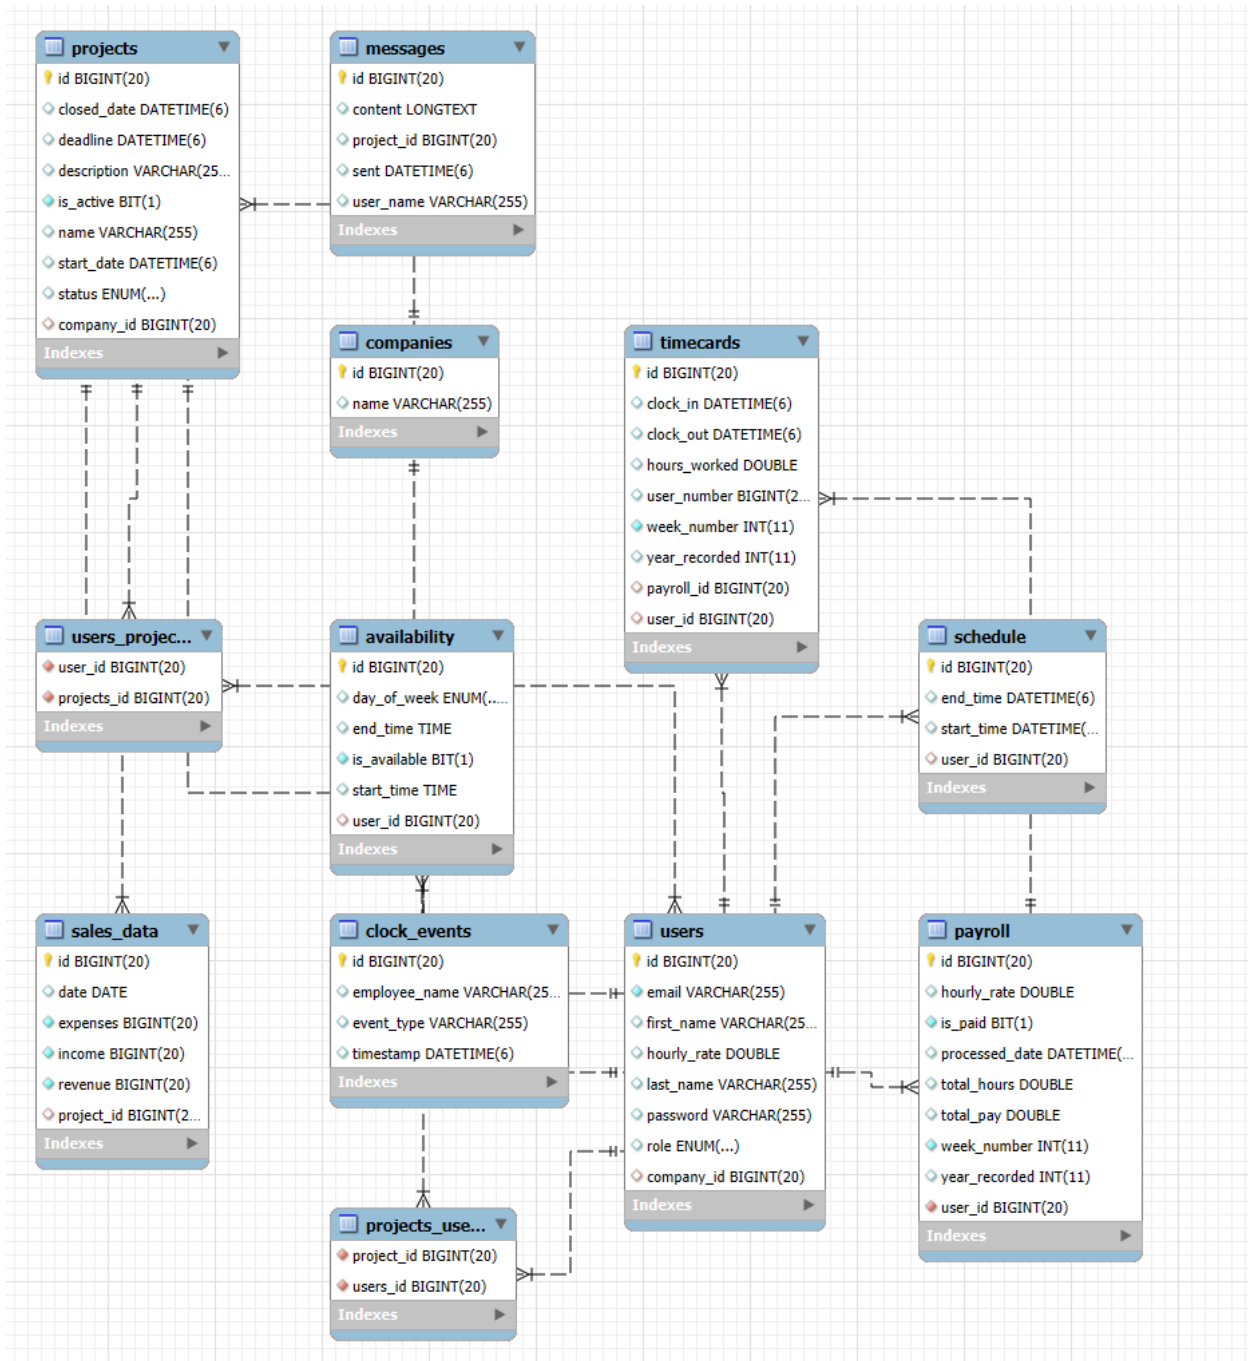 projects
id BIGINT(20)
closed_date DATETIME(6)
deadline DATETIME(6)
description VARCHAR(25...
is_active BIT(1)
name VARCHAR(255)
start_date DATETIME(6)
status ENUM(...)
company_id BIGINT(20)
Indexes
messages
id BIGINT(20)
content LONGTEXT
project_id BIGINT(20)
sent DATETIME(6)
user_name VARCHAR(255)
Indexes
companies
id BIGINT(20)
name VARCHAR(255)
Indexes
timecards
id BIGINT(20)
clock_in DATETIME(6)
clock_out DATETIME(6)
hours_worked DOUBLE
user_number BIGINT(2...
week_number INT(11)
year_recorded INT(11)
payroll_id BIGINT(20)
user_id BIGINT(20)
Indexes
users_projec...
user_id BIGINT(20)
projects_id BIGINT(20)
Indexes
availability
id BIGINT(20)
day_of_week ENUM(.....
end_time TIME
is_available BIT(1)
start_time TIME
user_id BIGINT(20)
Indexes
schedule
id BIGINT(20)
end_time DATETIME(6)
start_time DATETIME(...
user_id BIGINT(20)
Indexes
sales_data
id BIGINT(20)
date DATE
expenses BIGINT(20)
income BIGINT(20)
revenue BIGINT(20)
project_id BIGINT(2...
Indexes
clock_events
id BIGINT(20)
employee_name VARCHAR(25...
event_type VARCHAR(255)
timestamp DATETIME(6)
Indexes
users
id BIGINT(20)
email VARCHAR(255)
first_name VARCHAR(25...
hourly_rate DOUBLE
last_name VARCHAR(255)
password VARCHAR(255)
role ENUM(...)
company_id BIGINT(20)
Indexes
payroll
id BIGINT(20)
hourly_rate DOUBLE
is_paid BIT(1)
processed_date DATETIME(...
total_hours DOUBLE
total_pay DOUBLE
week_number INT(11)
year_recorded INT(11)
user_id BIGINT(20)
Indexes
projects_use...
project_id BIGINT(20)
users_id BIGINT(20)
Indexes